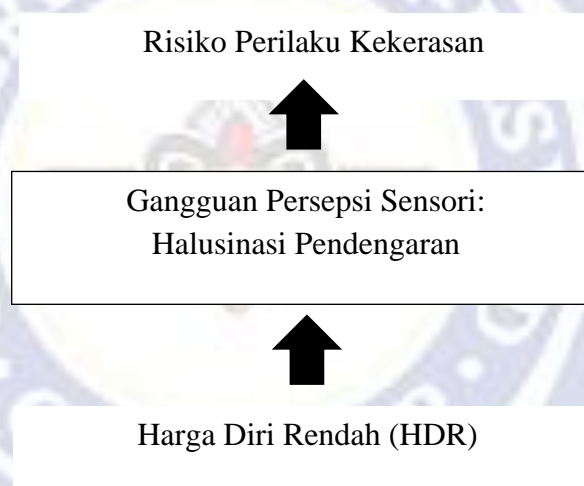 Risiko Perilaku Kekerasan
Gangguan Persepsi Sensori:
Halusinasi Pendengaran
Harga Diri Rendah (HDR)